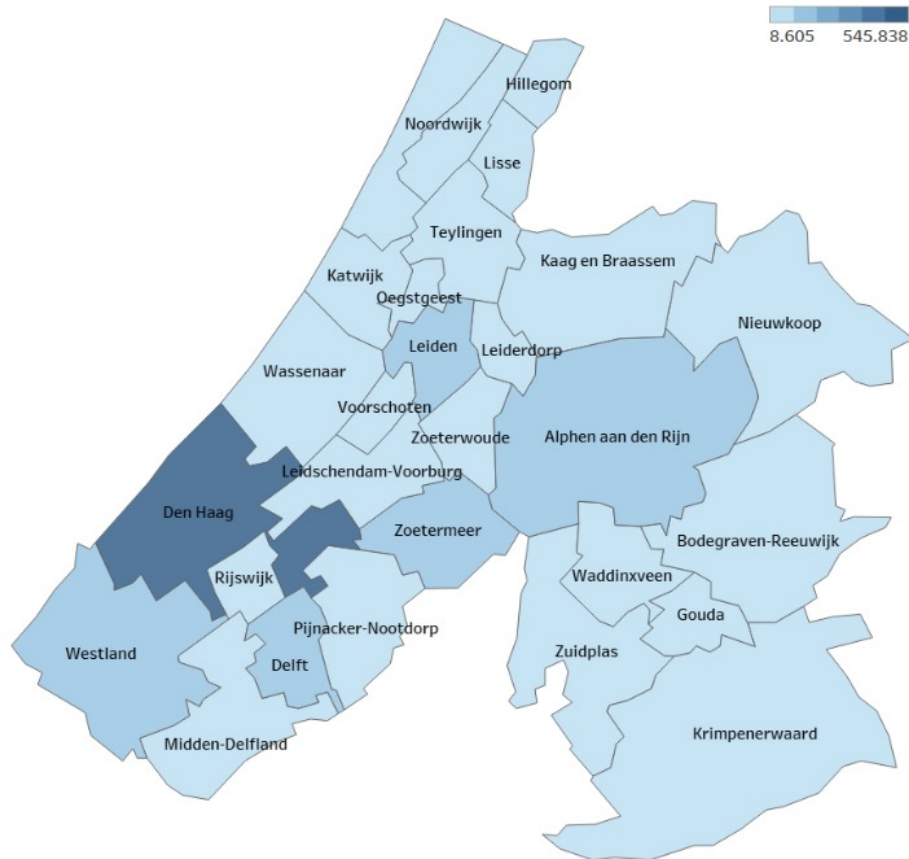 8.605 545.838
Hillegom
Noordwijk
Lisse
Teylingen
Kaag en Braassem
Katwijk
Oegstgeest
Nieuwkoop
Leiden
Leiderdorp
Wassenaar
Voorschoten
Zoeterwoude
Alphen aan den Rijn
Leidschendam-Voorburg
Den Haag
Zoetermeer
Bodegraven-Reeuwijk
Rijswijk
Waddinxveen
Gouda
Pijnacker-Nootdorp
Westland
Delft
Zuidplas
Midden-Delfland
Krimpenerwaard